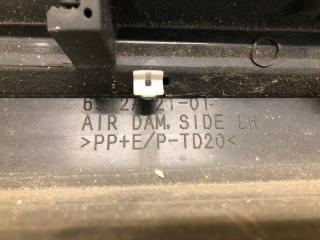 AIR DAM, SIDE LH
>PP+E/P-TD20<